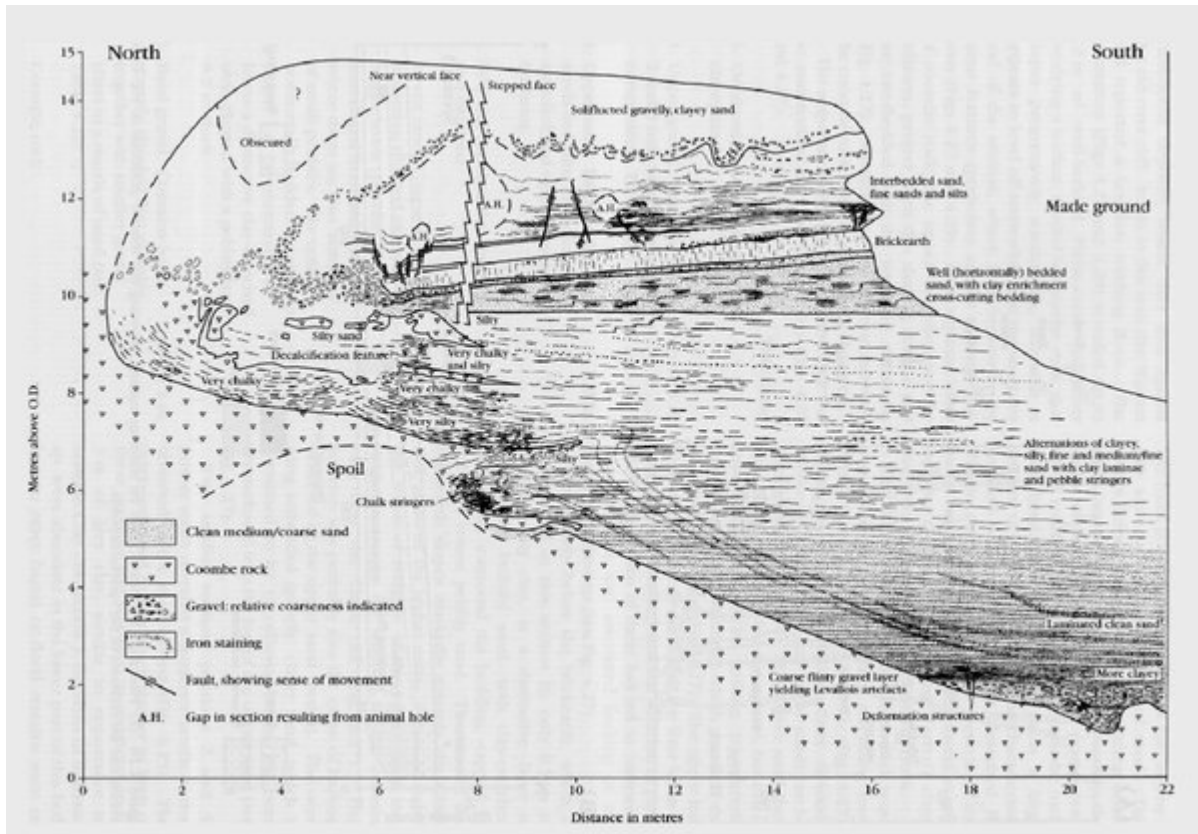 North
South
Near vertical face
Stepped face
?
Soliflucted gravelly, clayey sand
Obscured
A.H.
A.H.
A.H.
Interbedded sand,
fine sands and silts
Made ground
Brickearth
Well (horizontally) bedded
sand, with clay enrichment
cross-cutting bedding
Silty
Silty sand
Decalcification feature
Very chalky
and silty
Very chalky
Very chalky
Very silty
Silty
Alternations of clayey,
silty, fine and medium/fine
sand with clay laminae
and pebble stringers
Spoil
Chalk stringers
Clean medium/coarse sand
Coombe rock
Gravel: relative coarseness indicated
Iron staining
Fault, showing sense of movement
A.H. Gap in section resulting from animal hole
Laminated clean sand
More clayey
Coarse flinty gravel layer
yielding Levallois artefacts
Deformation structures
Metres above O.D.
15
14
12
10
8
6
4
2
0
0 2 4 6 8 10 12 14 16 18 20 22
Distance in metres